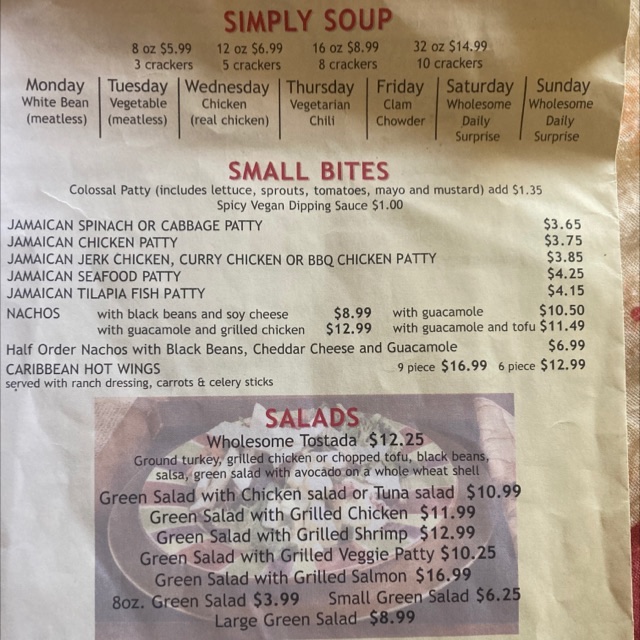 SIMPLY SOUP
8 oz $5.99 12 oz $6.99 16 oz $8.99 32 oz $14.99
3 crackers 5 crackers 8 crackers 10 crackers
Monday Tuesday Wednesday Thursday Friday Saturday Sunday
White Bean Vegetable Chicken Vegetarian Clam Wholesome Wholesome
(meatless) (meatless) (real chicken) Chili Chowder Daily Daily
Surprise Surprise
SMALL BITES
Colossal Patty (includes lettuce, sprouts, tomatoes, mayo and mustard) add $1.35
Spicy Vegan Dipping Sauce $1.00
JAMAICAN SPINACH OR CABBAGE PATTY $3.65
JAMAICAN CHICKEN PATTY $3.75
JAMAICAN JERK CHICKEN, CURRY CHICKEN OR BBQ CHICKEN PATTY $3.85
JAMAICAN SEAFOOD PATTY $4.25
JAMAICAN TILAPIA FISH PATTY $4.15
NACHOS with black beans and soy cheese $8.99 with guacamole $10.50
with guacamole and grilled chicken $12.99 with guacamole and tofu $11.49
Half Order Nachos with Black Beans, Cheddar Cheese and Guacamole $6.99
CARIBBEAN HOT WINGS 9 piece $16.99 6 piece $12.99
served with ranch dressing, carrots & celery sticks
SALADS
Wholesome Tostada $12.25
Ground turkey, grilled chicken or chopped tofu, black beans,
salsa, green salad with avocado on a whole wheat shell
Green Salad with Chicken salad or Tuna salad $10.99
Green Salad with Grilled Chicken $11.99
Green Salad with Grilled Shrimp $12.99
Green Salad with Grilled Veggie Patty $10.25
Green Salad with Grilled Salmon $16.99
8oz. Green Salad $3.99 Small Green Salad $6.25
Large Green Salad $8.99